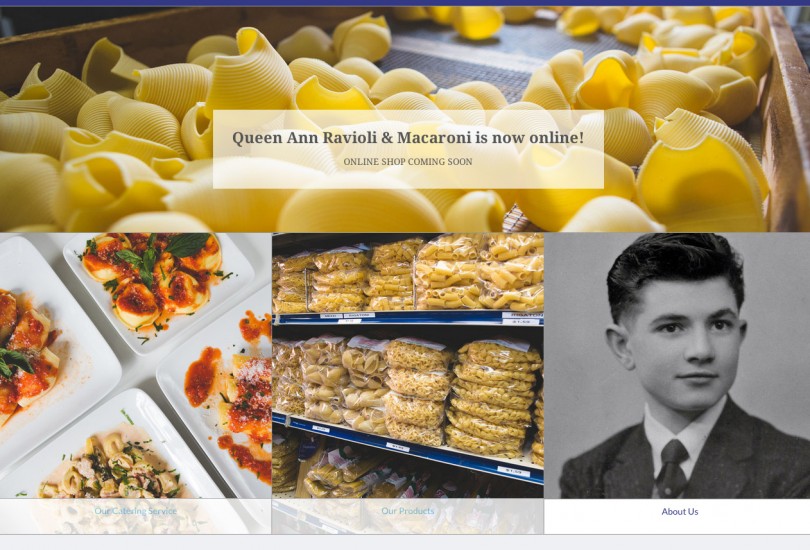 Queen Ann Ravioli & Macaroni is now online!
ONLINE SHOP COMING SOON
Our Catering Service
Our Products
About Us